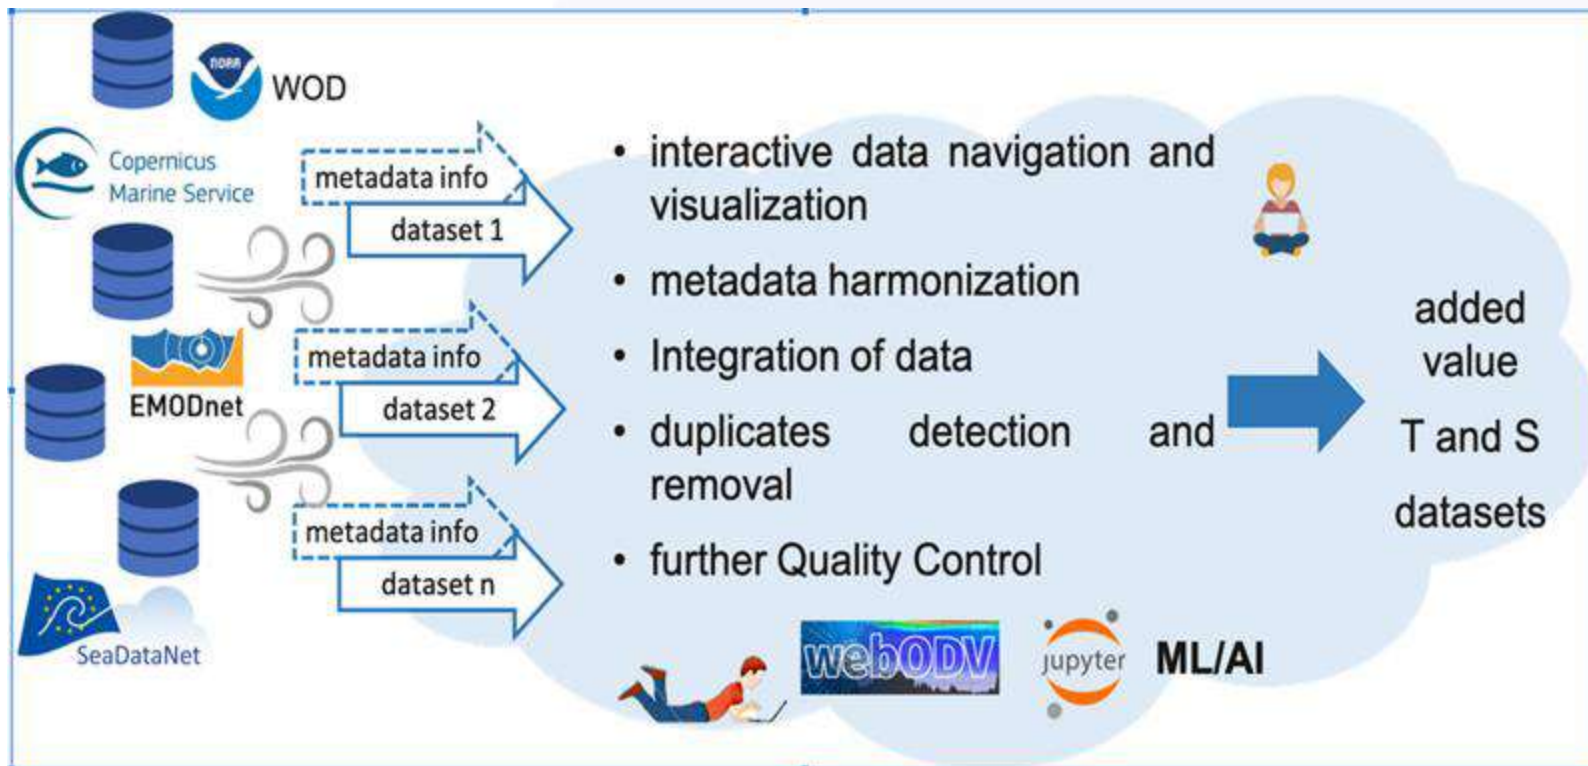 NOAA
WOD
Copernicus
Marine Service
metadata info
dataset 1
EMODnet
metadata info
dataset 2
metadata info
dataset n
SeaDataNet
• interactive data navigation and
visualization
• metadata harmonization
• Integration of data
• duplicates detection and
removal
• further Quality Control
webODV
jupyter
ML/AI
added
value
T and S
datasets